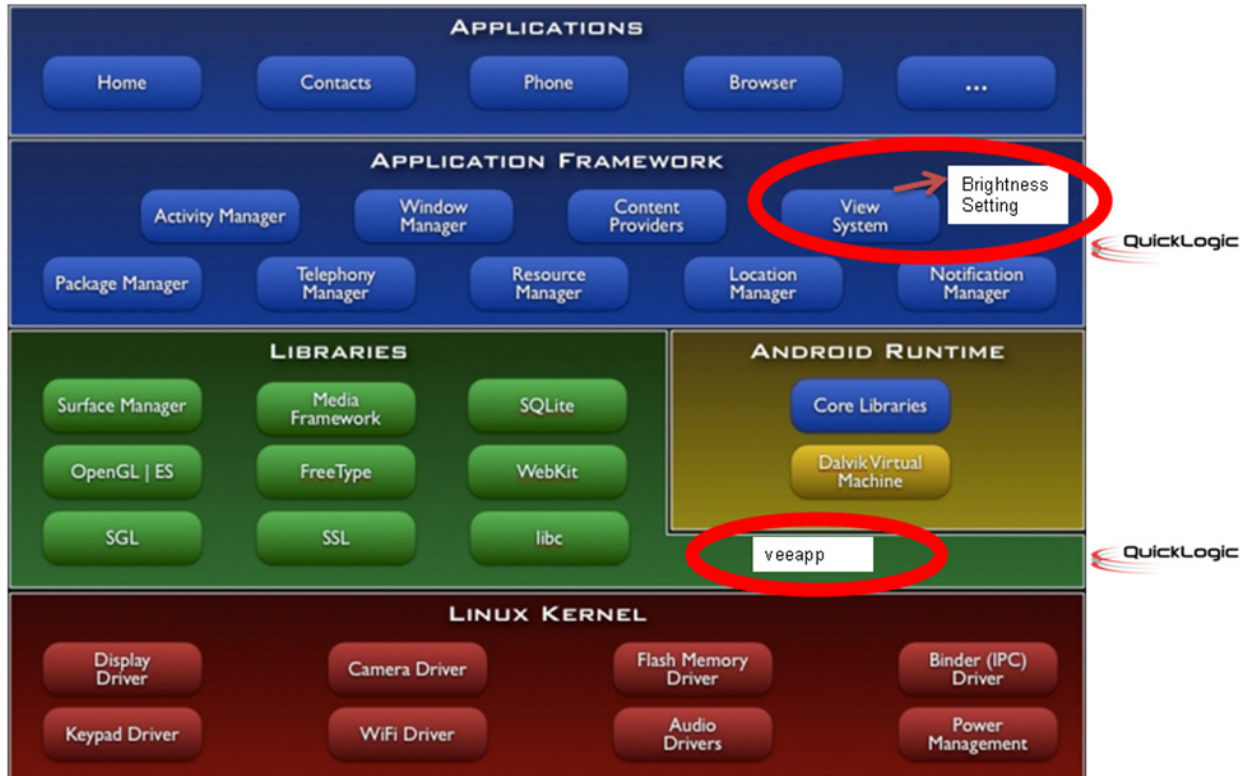 APPLICATIONS
Home
Contacts
Phone
Browser
...
APPLICATION FRAMEWORK
Activity Manager
Window
Manager
Content
Providers
View
System
Brightness
Setting
QuickLogic
Package Manager
Telephony
Manager
Resource
Manager
Location
Manager
Notification
Manager
LIBRARIES
Surface Manager
Media
Framework
SQLite
OpenGL | ES
FreeType
WebKit
SGL
SSL
libc
ANDROID RUNTIME
Core Libraries
Dalvik Virtual
Machine
veeapp
QuickLogic
LINUX KERNEL
Display
Driver
Camera Driver
Flash Memory
Driver
Binder (IPC)
Driver
Keypad Driver
WiFi Driver
Audio
Drivers
Power
Management